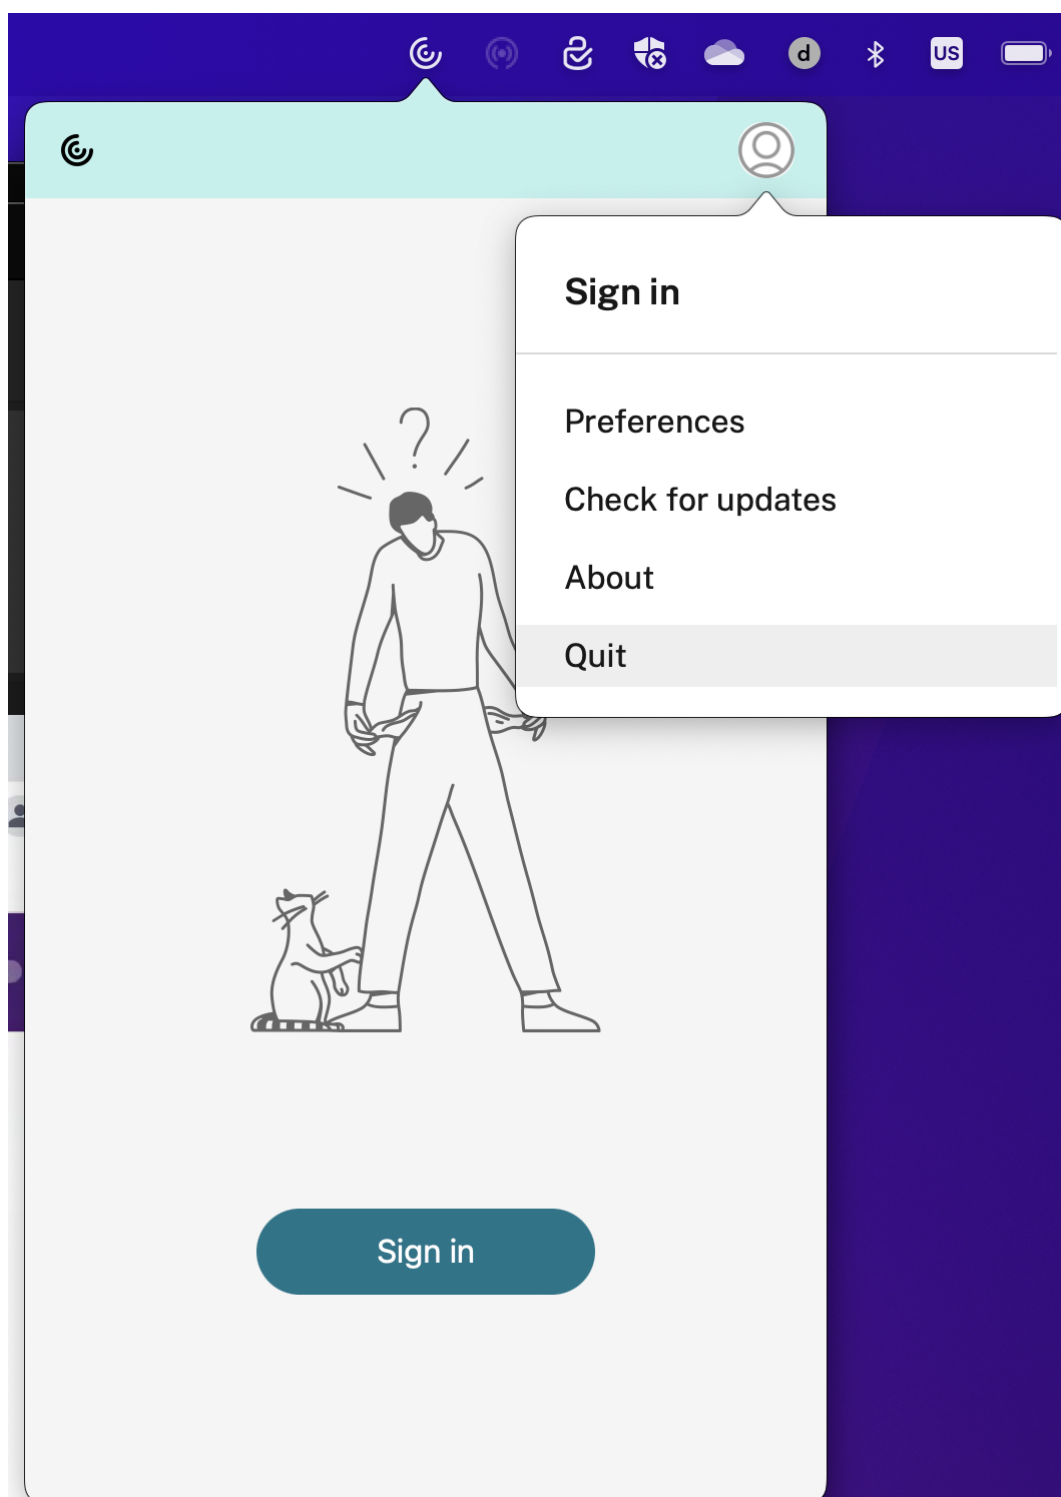 d
US
Sign in
Preferences
Check for updates
About
Quit
?
Sign in